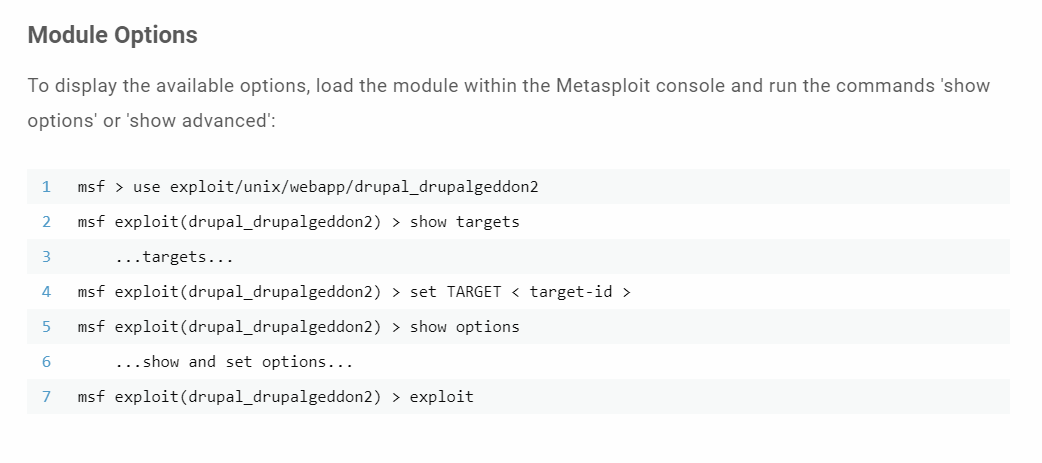 Module Options
To display the available options, load the module within the Metasploit console and run the commands 'show
options' or 'show advanced':
1 msf > use exploit/unix/webapp/drupal_drupalgeddon2
2 msf exploit(drupal_drupalgeddon2) > show targets
3 ...targets...
4 msf exploit(drupal_drupalgeddon2) > set TARGET < target-id >
5 msf exploit(drupal_drupalgeddon2) > show options
6 ...show and set options...
7 msf exploit(drupal_drupalgeddon2) > exploit